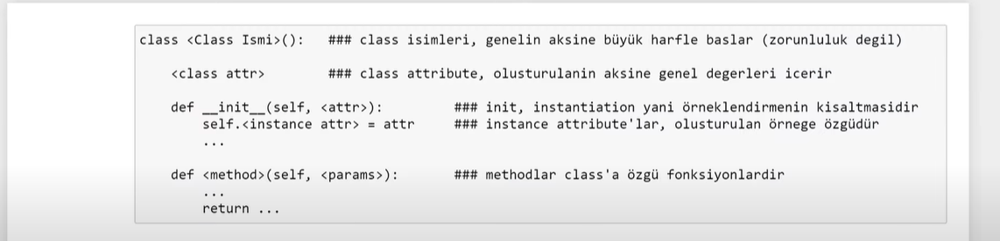 class <Class Ismi>():   ### class isimleri, genelin aksine büyük harfle baslar (zorunluluk degil)
    <class attr>        ### class attribute, olusturulanin aksine genel degerleri icerir
    def __init__(self, <attr>):         ### init, instantiation yani örneklendirmenin kisaltmasidir
        self.<instance attr> = attr     ### instance attribute'lar, olusturulan örnege özgüdür
        ...
    def <method>(self, <params>):       ### methodlar class'a özgü fonksiyonlardir
        ...
        return ...